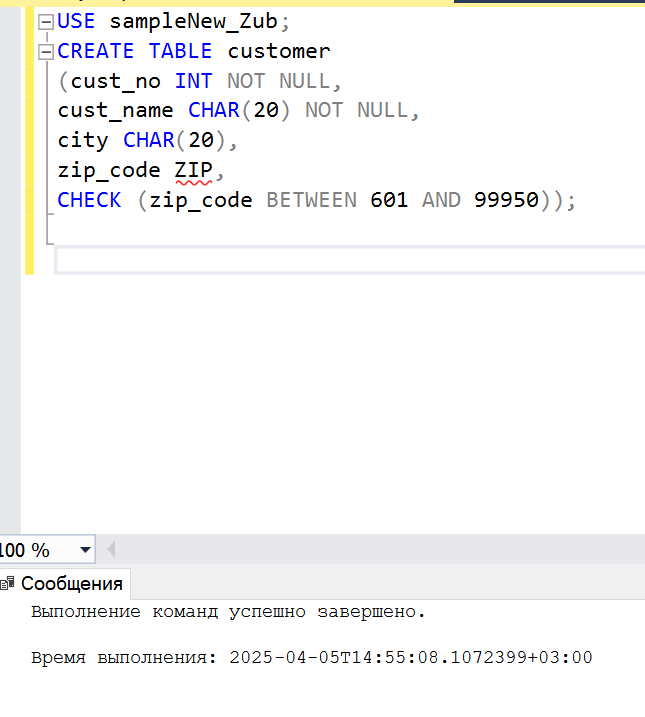 USE sampleNew_Zub;
CREATE TABLE customer
(cust_no INT NOT NULL,
cust_name CHAR(20) NOT NULL,
city CHAR(20),
zip_code ZIP,
CHECK (zip_code BETWEEN 601 AND 99950));
100 %
Сообщения
Выполнение команд успешно завершено.
Время выполнения: 2025-04-05T14:55:08.1072399+03:00